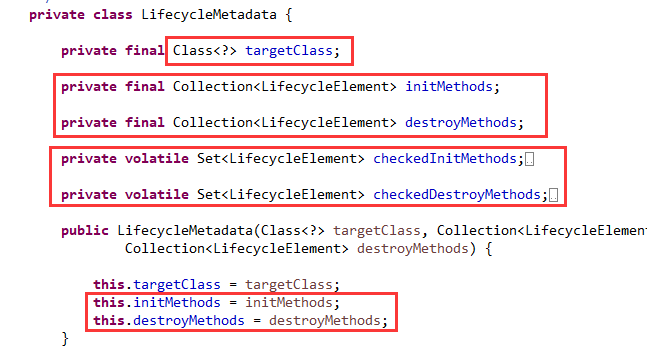 private class LifecycleMetadata {
private final Class<?> targetClass;
private final Collection<LifecycleElement> initMethods;
private final Collection<LifecycleElement> destroyMethods;
private volatile Set<LifecycleElement> checkedInitMethods;
private volatile Set<LifecycleElement> checkedDestroyMethods;
public LifecycleMetadata(Class<?> targetClass, Collection<LifecycleElemen
Collection<LifecycleElement> destroyMethods) {
this.targetClass = targetClass;
this.initMethods = initMethods;
this.destroyMethods = destroyMethods;
}